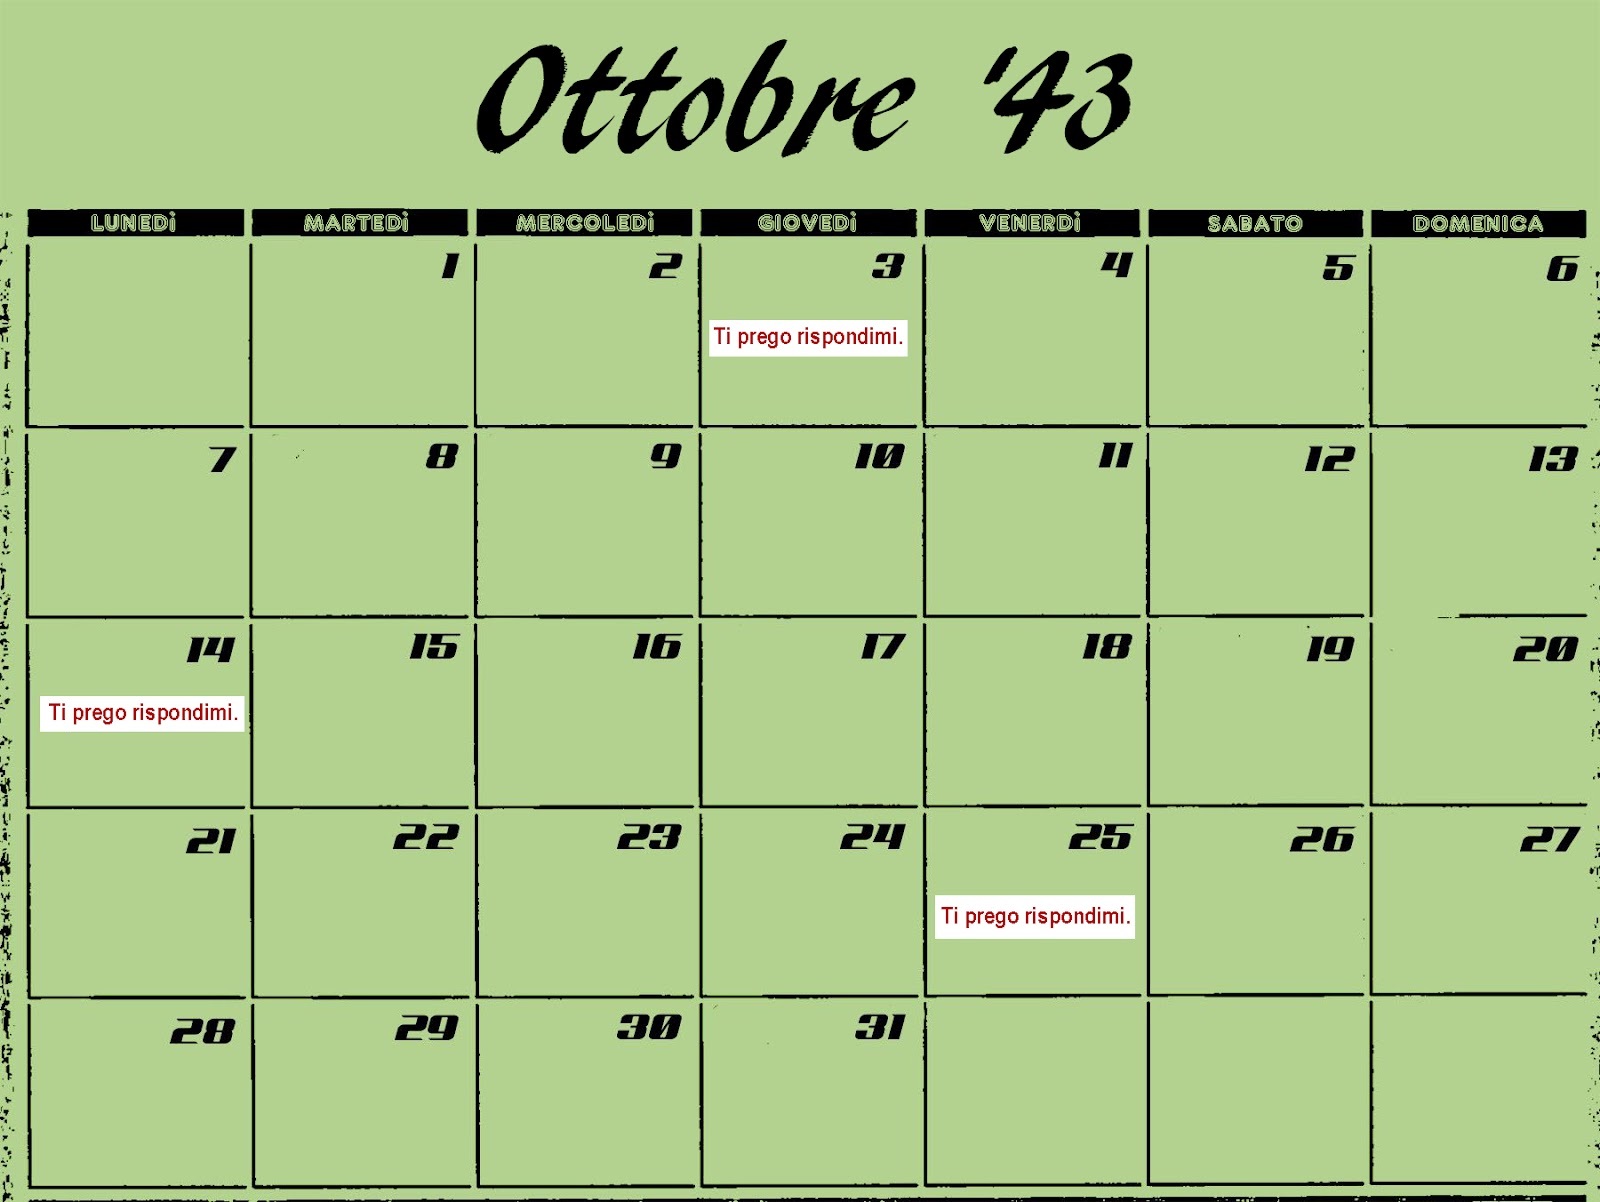 Ottobre '43
LUNEDì MARTEDì MERCOLEDì GIOVEDì VENERDì SABATO DOMENICA
1 2 3 4 5 6
Ti prego rispondimi.
7 8 9 10 11 12 13
14 15 16 17 18 19 20
Ti prego rispondimi.
21 22 23 24 25 26 27
Ti prego rispondimi.
28 29 30 31